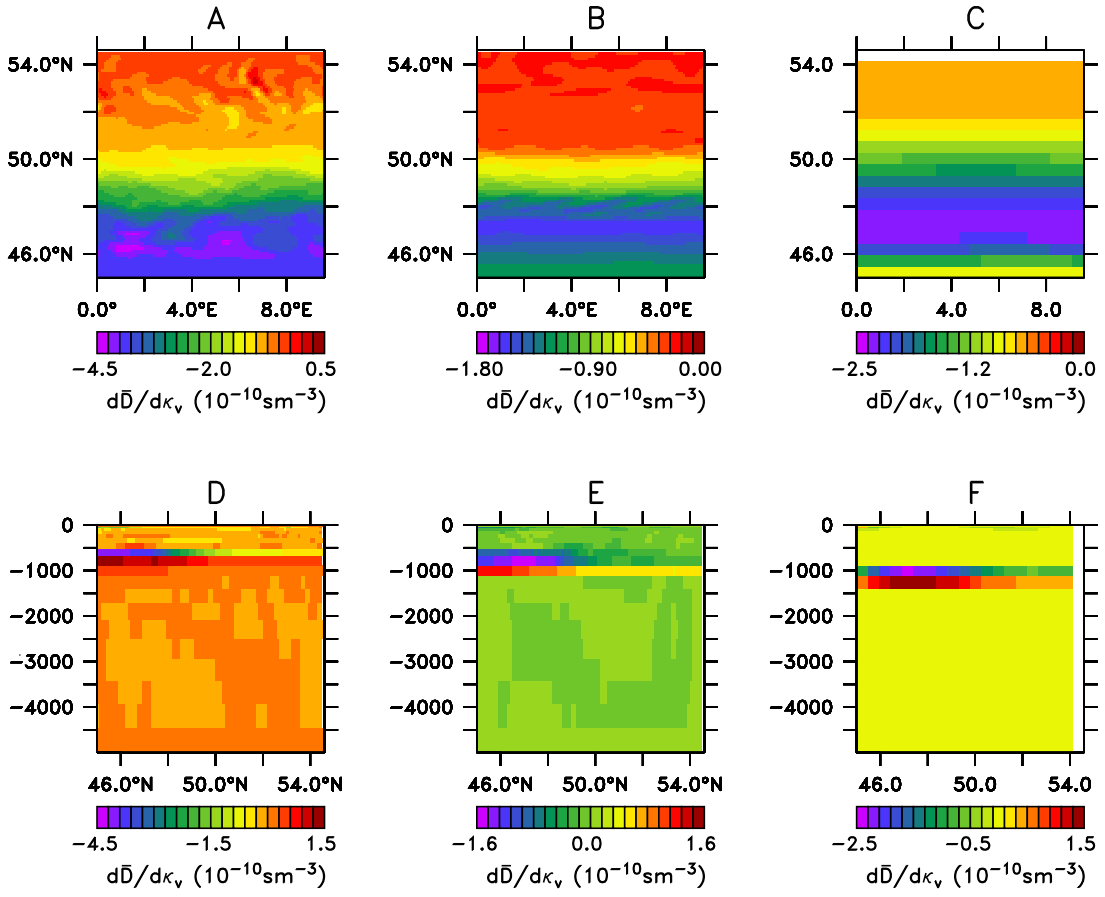 A B C
54.0°N 54.0°N 54.0
50.0°N 50.0°N 50.0
46.0°N 46.0°N 46.0
0.0° 4.0°E 8.0°E 0.0° 4.0°E 8.0°E 0.0 4.0 8.0
−4.5 −2.0 0.5 −1.80 −0.90 0.00 −2.5 −1.2 0.0
dD̄/dκᵥ (10⁻¹⁰sm⁻³) dD̄/dκᵥ (10⁻¹⁰sm⁻³) dD̄/dκᵥ (10⁻¹⁰sm⁻³)
D E F
0 0 0
−1000 −1000 −1000
−2000 −2000 −2000
−3000 −3000 −3000
−4000 −4000 −4000
46.0°N 50.0°N 54.0°N 46.0°N 50.0°N 54.0°N 46.0 50.0 54.0
−4.5 −1.5 1.5 −1.6 0.0 1.6 −2.5 −0.5 1.5
dD̄/dκᵥ (10⁻¹⁰sm⁻³) dD̄/dκᵥ (10⁻¹⁰sm⁻³) dD̄/dκᵥ (10⁻¹⁰sm⁻³)